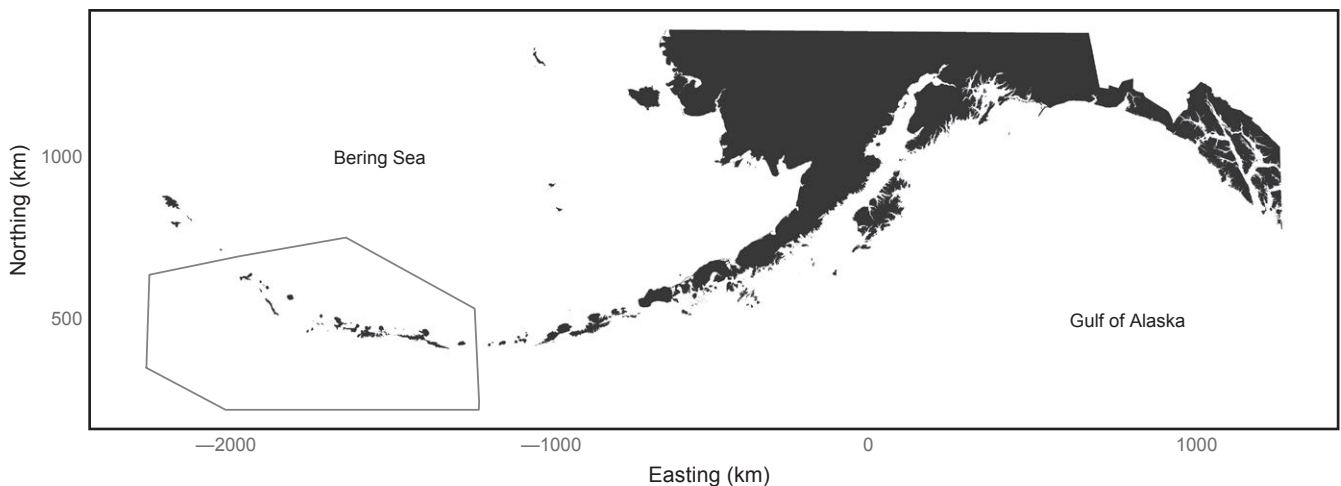 Northing (km)
1000
500
Bering Sea
Gulf of Alaska
—2000
—1000
0
1000
Easting (km)